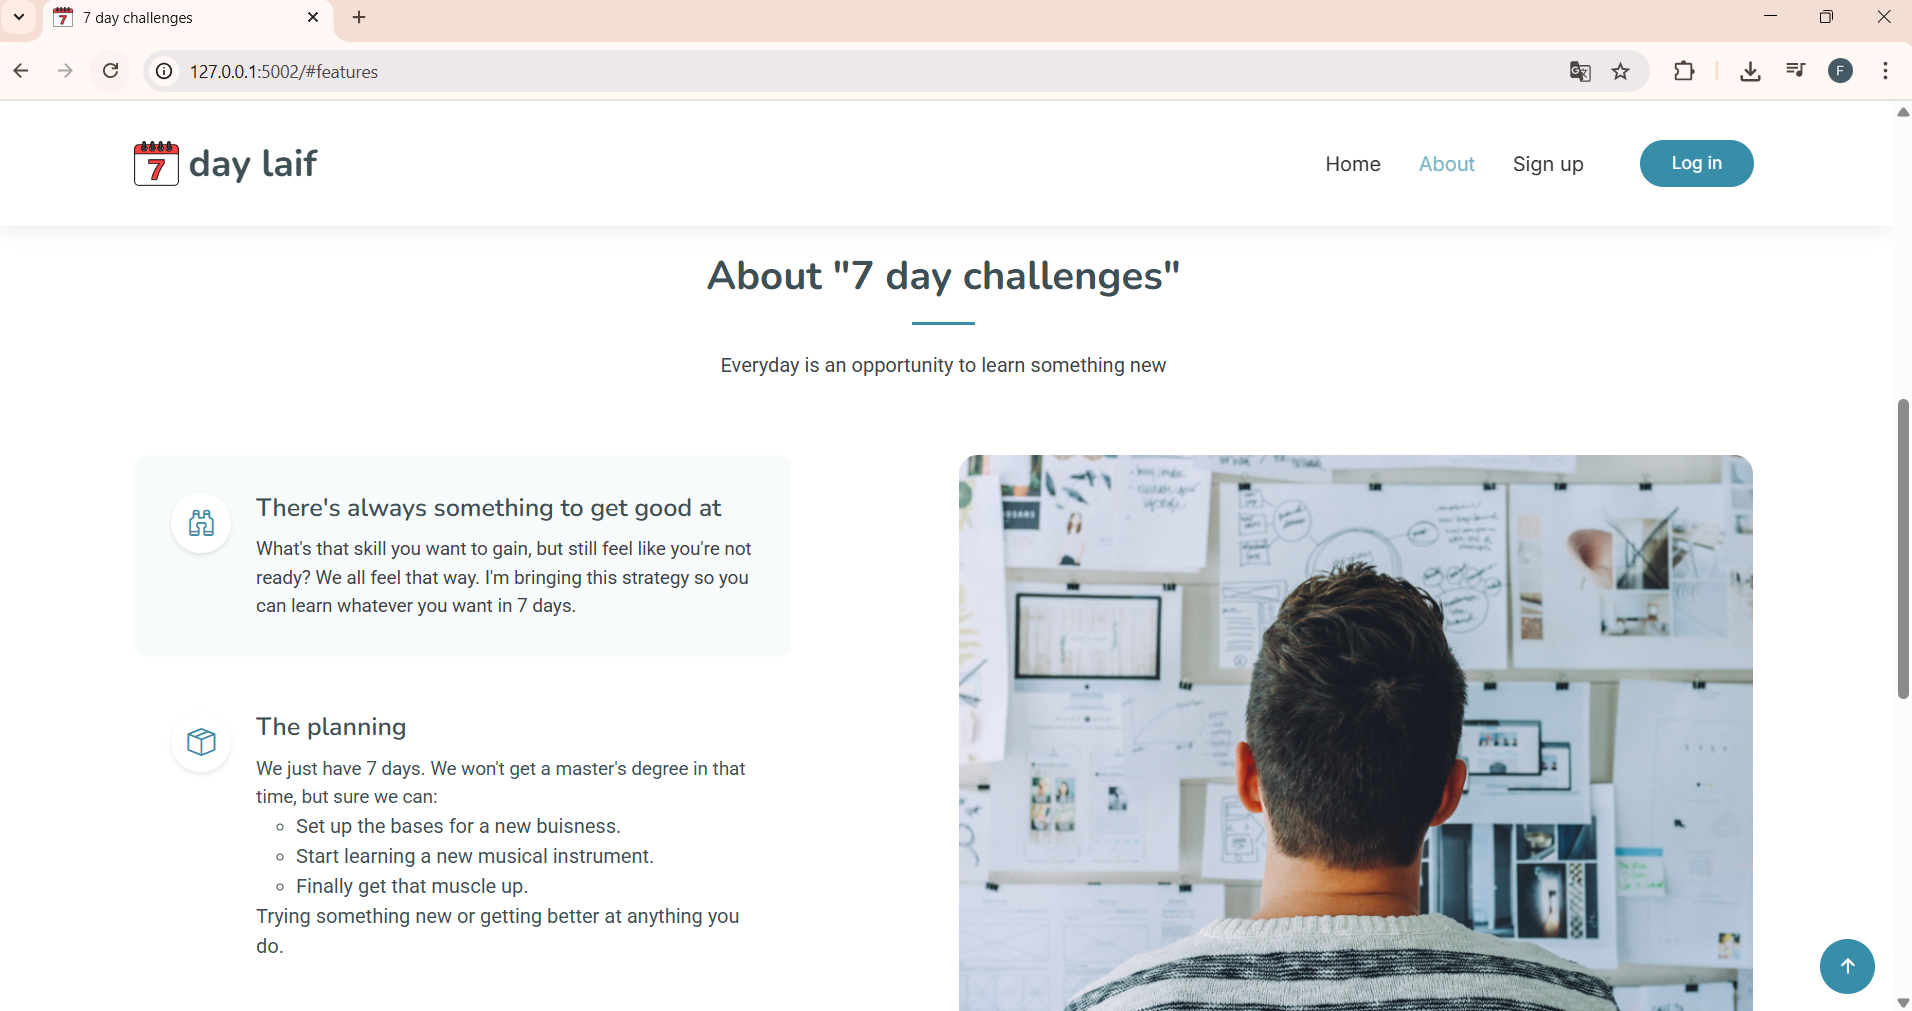 7 day challenges
127.0.0.1:5002/#features
F
7 day laif
Home
About
Sign up
Log in
About "7 day challenges"
Everyday is an opportunity to learn something new
There's always something to get good at
What's that skill you want to gain, but still feel like you're not
ready? We all feel that way. I'm bringing this strategy so you
can learn whatever you want in 7 days.
The planning
We just have 7 days. We won't get a master's degree in that
time, but sure we can:
Set up the bases for a new buisness.
Start learning a new musical instrument.
Finally get that muscle up.
Trying something new or getting better at anything you
do.